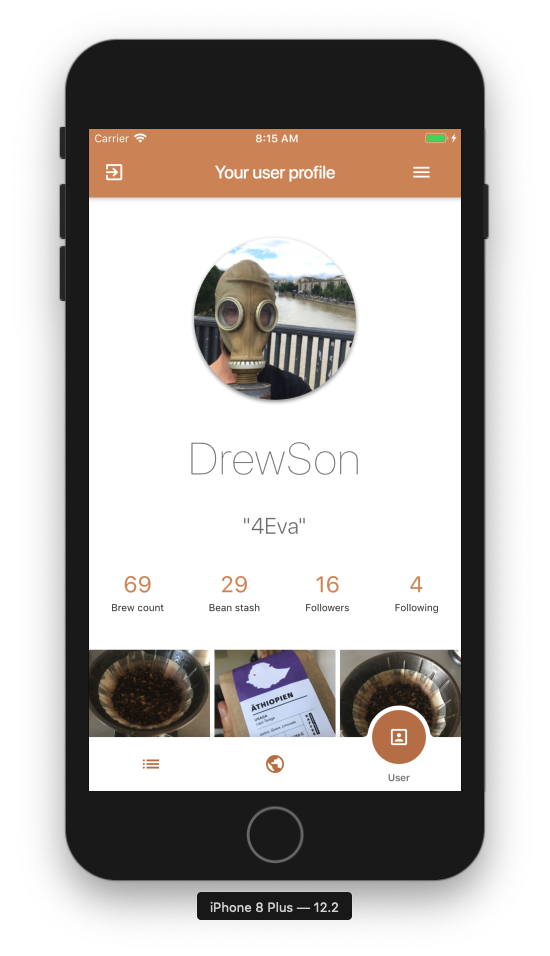 Carrier 8:15 AM
Your user profile
DrewSon
"4Eva"
69 29 16 4
Brew count Bean stash Followers Following
ÄTHIOPIEN
User
iPhone 8 Plus — 12.2